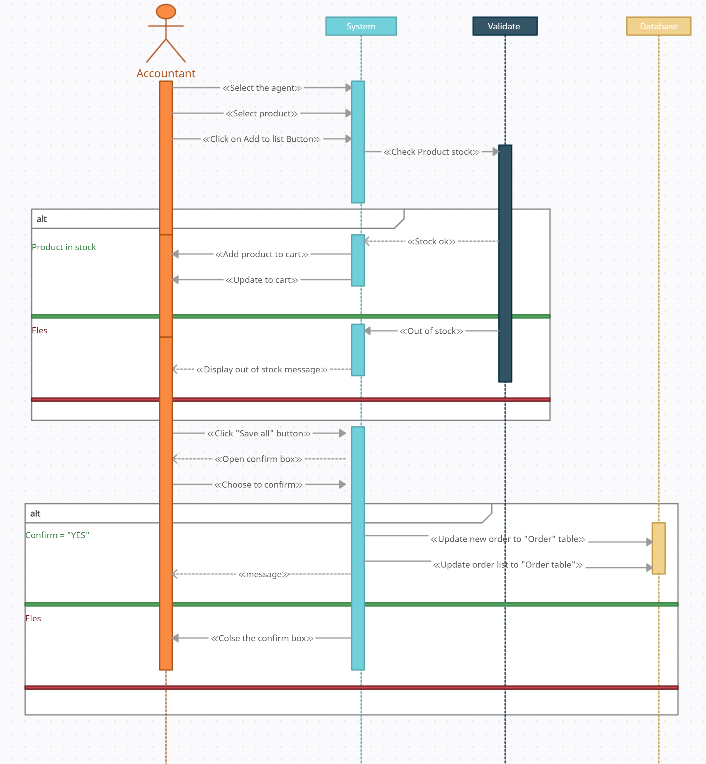 System
Validate
Database
Accountant
<<Select the agent>>
<<Select product>>
<<Click on Add to list Button>>
<<Check Product stock>>
alt
<<Stock ok>>
Product in stock
<<Add product to cart>>
<<Update to cart>>
Eles
<<Out of stock>>
<<Display out of stock message>>
<<Click "Save all" button>>
<<Open confirm box>>
<<Choose to confirm>>
alt
Confirm = "YES"
<<Update new order to "Order" table>>
<<Update order list to "Order table">>
<<message>>
Eles
<<Colse the confirm box>>